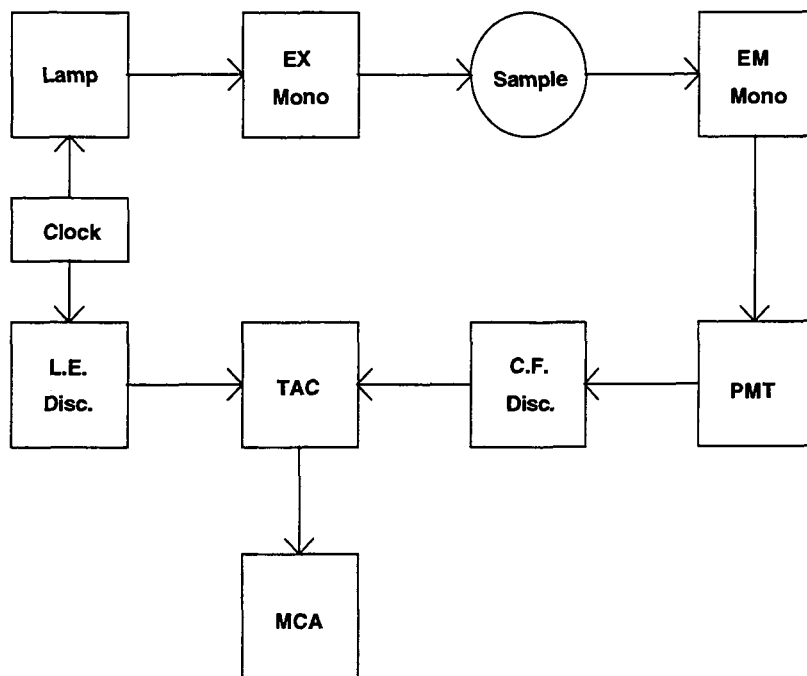 Lamp
EX
Mono
Sample
EM
Mono
Clock
L.E.
Disc.
TAC
C.F.
Disc.
PMT
MCA